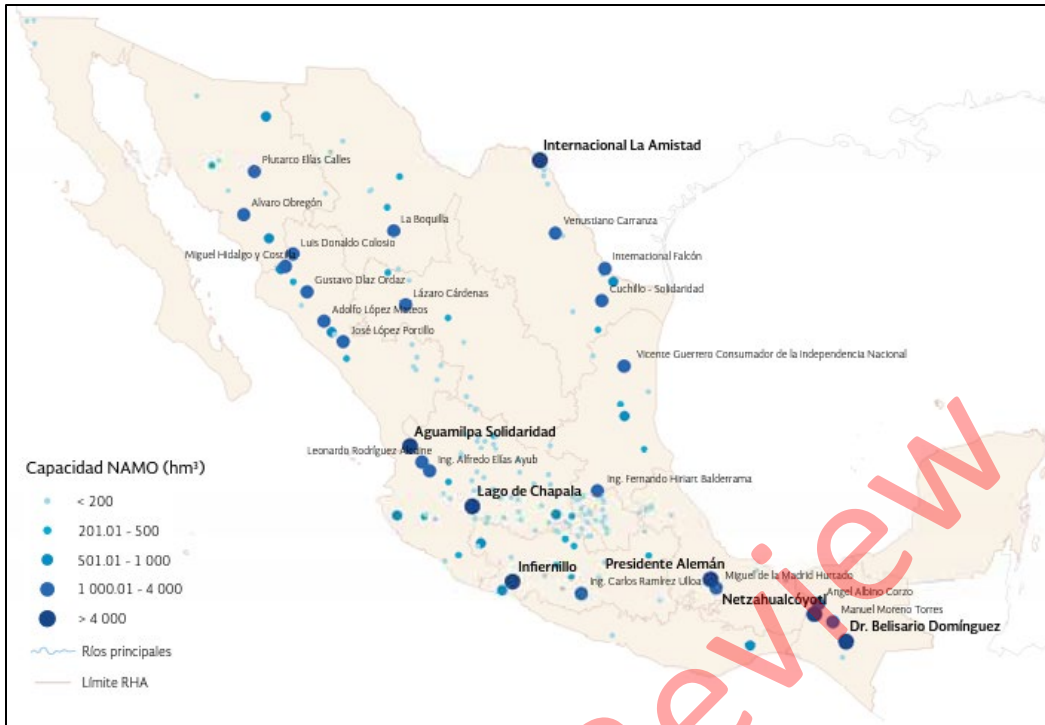 Internacional La Amistad
Plutarco Elías Calles
Alvaro Obregón
La Boquilla
Venustiano Carranza
Luis Donaldo Colosio
Miguel Hidalgo y Costilla
Internacional Falcón
Gustavo Díaz Ordaz
Cuchillo - Solidaridad
Lázaro Cárdenas
Adolfo López Mateos
José López Portillo
Vicente Guerrero Consumador de la Independencia Nacional
Aguamilpa Solidaridad
Leonardo Rodríguez Alcaine
Ing. Alfredo Elías Ayub
Ing. Fernando Hiriart Balderrama
Lago de Chapala
Presidente Alemán
Infiernillo
Miguel de la Madrid Hurtado
Ing. Carlos Ramírez Ulloa
Angel Albino Corzo
Netzahualcóyotl
Manuel Moreno Torres
Dr. Belisario Domínguez
Capacidad NAMO (hm³)
< 200
201.01 - 500
501.01 - 1 000
1 000.01 - 4 000
> 4 000
Ríos principales
Límite RHA
review